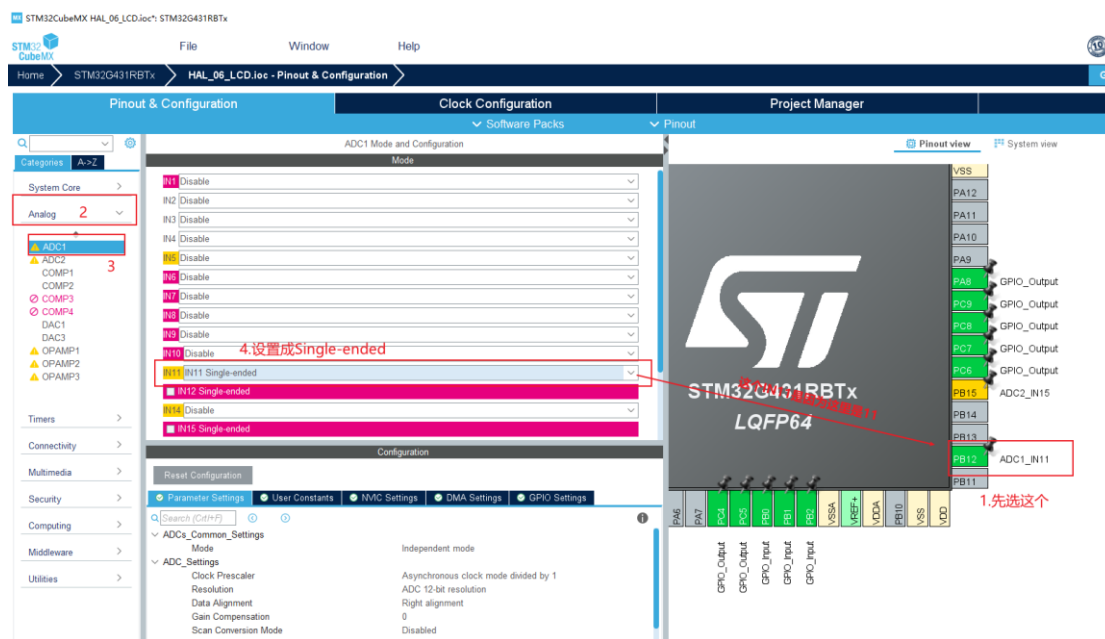 STM32CubeMX HAL_06_LCD.ioc*: STM32G431RBTx
STM32
CubeMX
File
Window
Help
Home
STM32G431RBTx
HAL_06_LCD.ioc - Pinout & Configuration
Pinout & Configuration
Clock Configuration
Project Manager
Software Packs
Pinout
Categories
A->Z
System Core
Analog
2
ADC1
3
ADC2
COMP1
COMP2
COMP3
COMP4
DAC1
DAC3
OPAMP1
OPAMP2
OPAMP3
Timers
Connectivity
Multimedia
Security
Computing
Middleware
Utilities
ADC1 Mode and Configuration
Mode
IN1 Disable
IN2 Disable
IN3 Disable
IN4 Disable
IN5 Disable
IN6 Disable
IN7 Disable
IN8 Disable
IN9 Disable
IN10 Disable
4.设置成Single-ended
IN11 IN11 Single-ended
IN12 Single-ended
IN14 Disable
IN15 Single-ended
Configuration
Reset Configuration
Parameter Settings
User Constants
NVIC Settings
DMA Settings
GPIO Settings
Search (Crtl+F)
ADCs_Common_Settings
Mode Independent mode
ADC_Settings
Clock Prescaler Asynchronous clock mode divided by 1
Resolution ADC 12-bit resolution
Data Alignment Right alignment
Gain Compensation 0
Scan Conversion Mode Disabled
Pinout view
System view
VSS
PA12
PA11
PA10
PA9
PA8 GPIO_Output
PC9 GPIO_Output
PC8 GPIO_Output
PC7 GPIO_Output
PC6 GPIO_Output
PB15 ADC2_IN15
PB14
PB13
PB12 ADC1_IN11
PB11
1.先选这个
STM32G431RBTx
LQFP64
PA6
PA7
PC4
PC5
PB0
PB1
PB2
VSSA
VREF+
VDDA
PB10
VSS
VDD
GPIO_Output
GPIO_Output
GPIO_Input
GPIO_Input
GPIO_Input